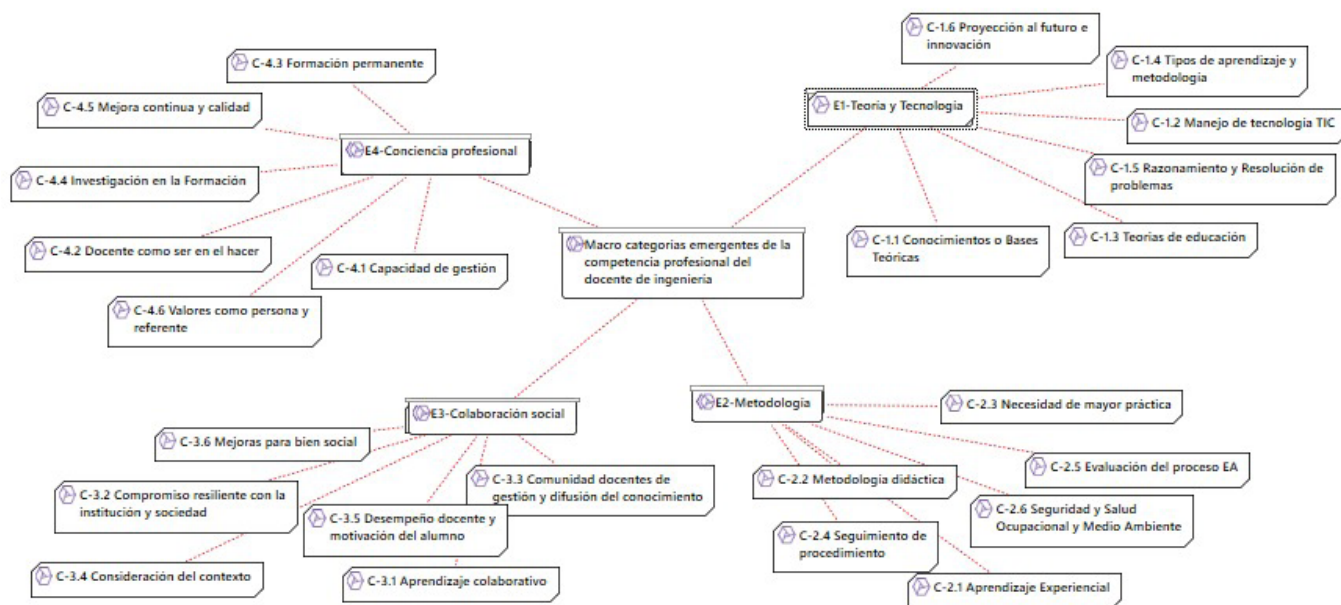 C-1.6 Proyección al futuro e
innovación
C-4.3 Formación permanente
C-1.4 Tipos de aprendizaje y
metodología
C-4.5 Mejora continua y calidad
E1-Teoría y Tecnología
C-1.2 Manejo de tecnología TIC
E4-Conciencia profesional
C-1.5 Razonamiento y Resolución de
problemas
C-4.4 Investigación en la Formación
C-4.2 Docente como ser en el hacer
Macro categorías emergentes de la
competencia profesional del
docente de ingeniería
C-1.1 Conocimientos o Bases
Teóricas
C-1.3 Teorías de educación
C-4.1 Capacidad de gestión
C-4.6 Valores como persona y
referente
E3-Colaboración social
E2-Metodología
C-2.3 Necesidad de mayor práctica
C-3.6 Mejoras para bien social
C-2.5 Evaluación del proceso EA
C-3.3 Comunidad docentes de
gestión y difusión del conocimiento
C-2.2 Metodología didáctica
C-3.2 Compromiso resiliente con la
institución y sociedad
C-2.6 Seguridad y Salud
Ocupacional y Medio Ambiente
C-3.5 Desempeño docente y
motivación del alumno
C-2.4 Seguimiento de
procedimiento
C-3.4 Consideración del contexto
C-3.1 Aprendizaje colaborativo
C-2.1 Aprendizaje Experiencial